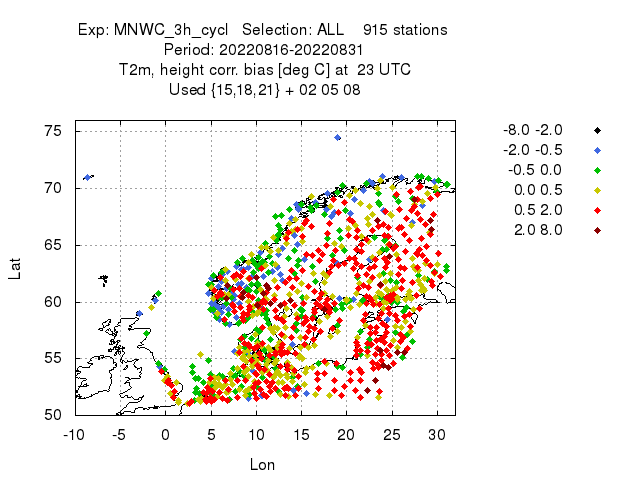 Exp: MNWC_3h_cycl Selection: ALL 915 stations
Period: 20220816-20220831
T2m, height corr. bias [deg C] at 23 UTC
Used {15,18,21} + 02 05 08
-8.0 -2.0
-2.0 -0.5
-0.5 0.0
0.0 0.5
0.5 2.0
2.0 8.0
75
70
65
60
55
50
Lat
-10 -5 0 5 10 15 20 25 30
Lon